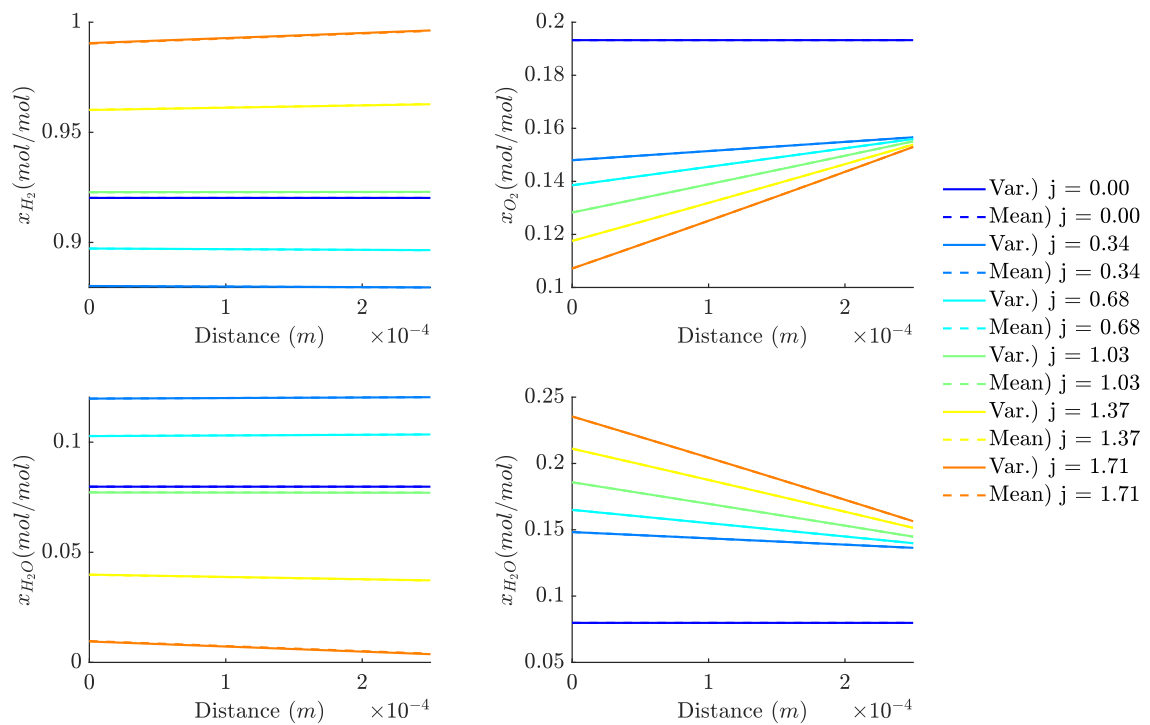 1
0.95
0.9
x_{H_2}(mol/mol)
0 1 2
Distance (m) ×10^{-4}
0.2
0.18
0.16
0.14
0.12
0.1
x_{O_2}(mol/mol)
0 1 2
Distance (m) ×10^{-4}
0.1
0.05
0
x_{H_2O}(mol/mol)
0 1 2
Distance (m) ×10^{-4}
0.25
0.2
0.15
0.1
0.05
x_{H_2O}(mol/mol)
0 1 2
Distance (m) ×10^{-4}
Var.) j = 0.00
Mean) j = 0.00
Var.) j = 0.34
Mean) j = 0.34
Var.) j = 0.68
Mean) j = 0.68
Var.) j = 1.03
Mean) j = 1.03
Var.) j = 1.37
Mean) j = 1.37
Var.) j = 1.71
Mean) j = 1.71